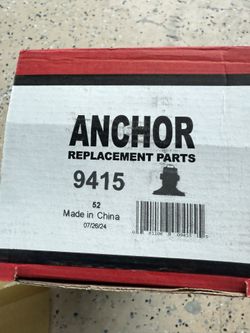 ANCHOR
REPLACEMENT PARTS
9415
52
Made in China
07/26/24